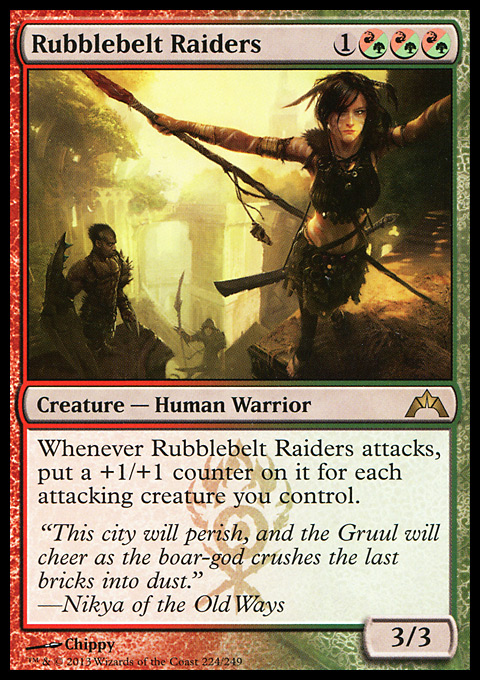 Rubblebelt Raiders 1
Creature — Human Warrior
Whenever Rubblebelt Raiders attacks,
put a +1/+1 counter on it for each
attacking creature you control.
“This city will perish, and the Gruul will
cheer as the boar-god crushes the last
bricks into dust.”
—Nikya of the Old Ways
3/3
Chippy
™ & © 2013 Wizards of the Coast 224/249